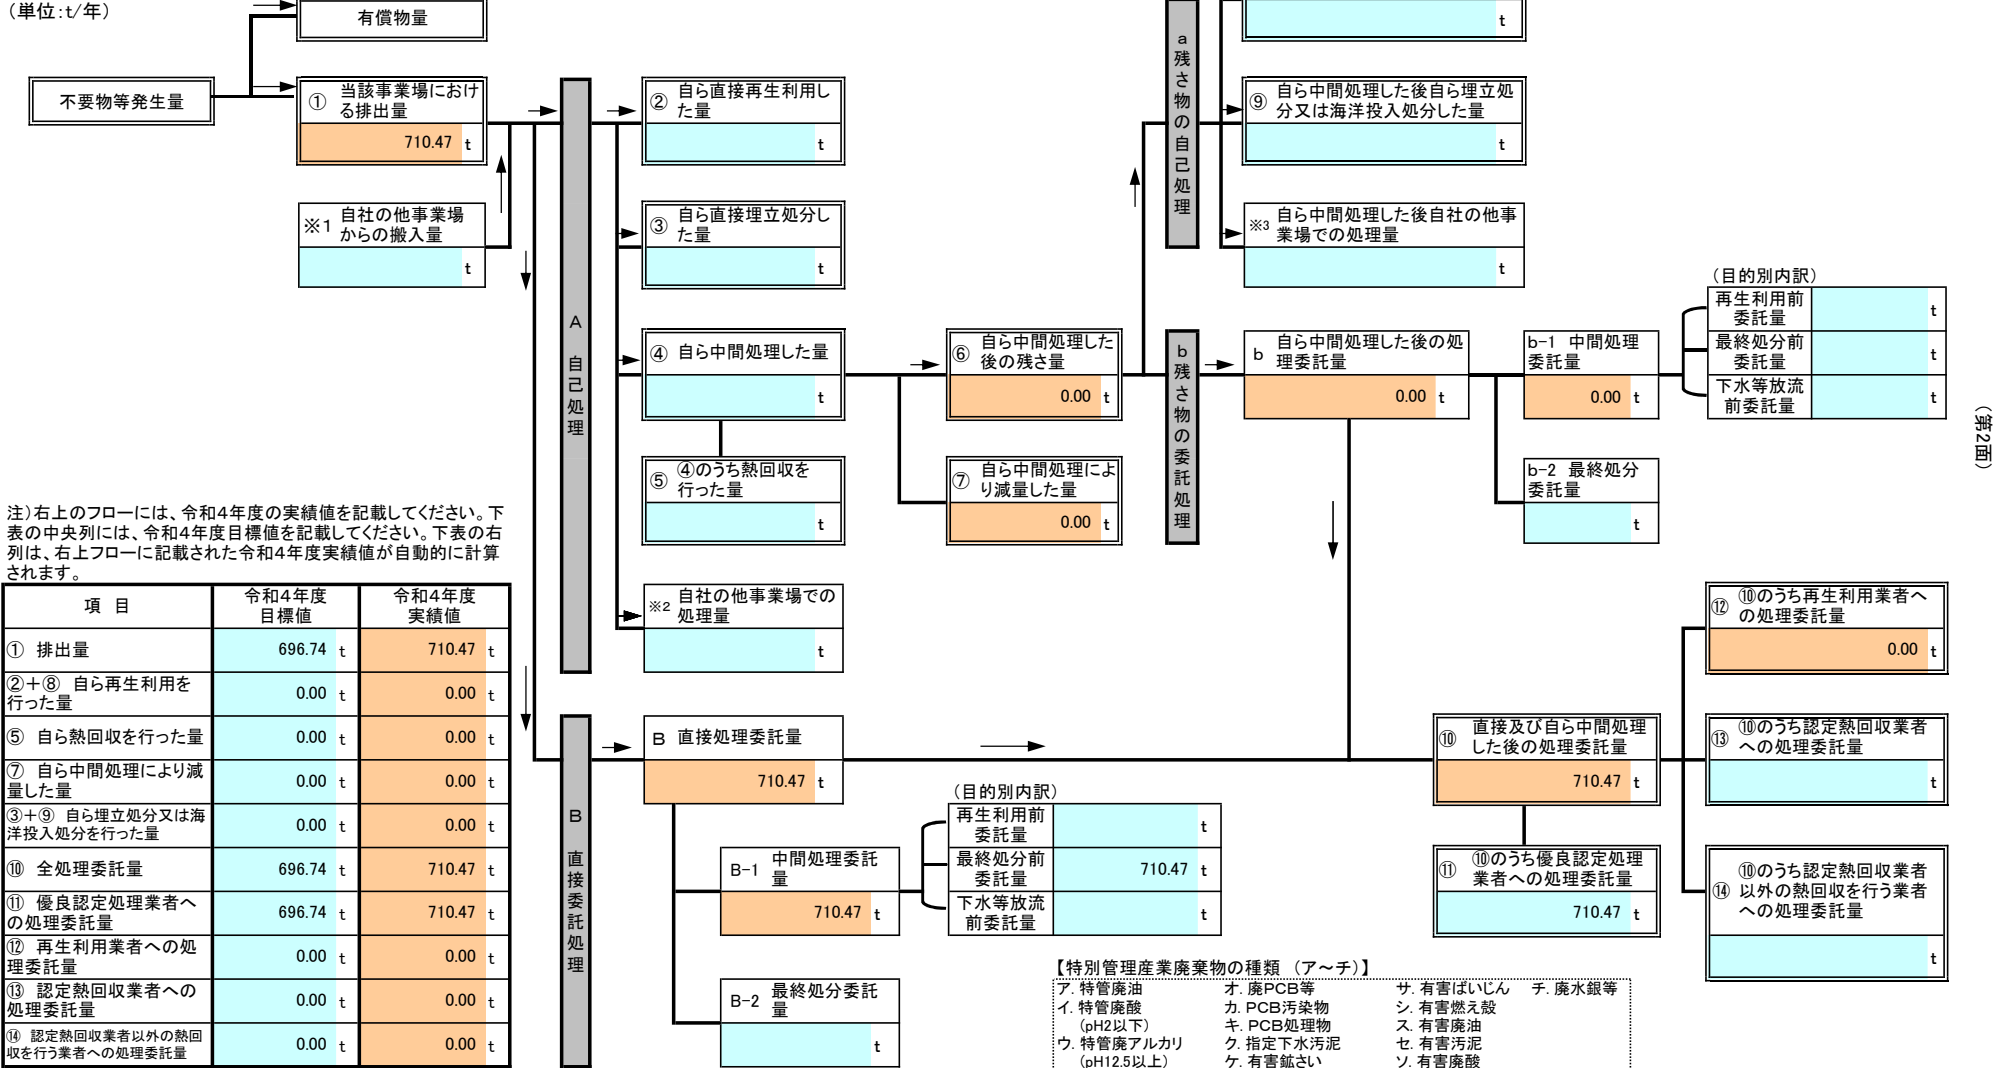 （単位：t/年）
有償物量
不要物等発生量
① 当該事業場におけ
る排出量
710.47 t
※1 自社の他事業場
からの搬入量
t
A 自己処理
② 自ら直接再生利用し
た量
t
③ 自ら直接埋立処分し
た量
t
④ 自ら中間処理した量
t
⑤ ④のうち熱回収を
行った量
t
※2 自社の他事業場での
処理量
t
⑥ 自ら中間処理した
後の残さ量
0.00 t
⑦ 自ら中間処理によ
り減量した量
0.00 t
a 残さ物の自己処理
t
⑨ 自ら中間処理した後自ら埋立処
分又は海洋投入処分した量
t
※3 自ら中間処理した後自社の他事
業場での処理量
t
b 残さ物の委託処理
b 自ら中間処理した後の処
理委託量
0.00 t
b-1 中間処理
委託量
0.00 t
b-2 最終処分
委託量
t
（目的別内訳）
再生利用前
委託量
t
最終処分前
委託量
t
下水等放流
前委託量
t
（第2面）
注）右上のフローには、令和4年度の実績値を記載してください。下
表の中央列には、令和4年度目標値を記載してください。下表の右
列は、右上フローに記載された令和4年度実績値が自動的に計算
されます。
項 目 令和4年度
目標値 令和4年度
実績値
① 排出量 696.74 t 710.47 t
②＋⑧ 自ら再生利用を
行った量 0.00 t 0.00 t
⑤ 自ら熱回収を行った量 0.00 t 0.00 t
⑦ 自ら中間処理により減
量した量 0.00 t 0.00 t
③＋⑨ 自ら埋立処分又は海
洋投入処分を行った量 0.00 t 0.00 t
⑩ 全処理委託量 696.74 t 710.47 t
⑪ 優良認定処理業者へ
の処理委託量 696.74 t 710.47 t
⑫ 再生利用業者への処
理委託量 0.00 t 0.00 t
⑬ 認定熱回収業者への
処理委託量 0.00 t 0.00 t
⑭ 認定熱回収業者以外の熱回
収を行う業者への処理委託量 0.00 t 0.00 t
B 直接委託処理
B 直接処理委託量
710.47 t
B-1 中間処理委託
量
710.47 t
B-2 最終処分委託
量
t
（目的別内訳）
再生利用前
委託量
t
最終処分前
委託量
710.47 t
下水等放流
前委託量
t
⑩ 直接及び自ら中間処理
した後の処理委託量
710.47 t
⑪ ⑩のうち優良認定処理
業者への処理委託量
710.47 t
⑫ ⑩のうち再生利用業者へ
の処理委託量
0.00 t
⑬ ⑩のうち認定熱回収業者
への処理委託量
t
⑭ ⑩のうち認定熱回収業者
以外の熱回収を行う業者
への処理委託量
t
【特別管理産業廃棄物の種類 （ア～チ）】
ア. 特管廃油 オ. 廃PCB等 サ. 有害ばいじん チ. 廃水銀等
イ. 特管廃酸 カ. PCB汚染物 シ. 有害燃え殻
（pH2以下） キ. PCB処理物 ス. 有害廃油
ウ. 特管廃アルカリ ク. 指定下水汚泥 セ. 有害汚泥
（pH12.5以上） ケ. 有害鉱さい ソ. 有害廃酸